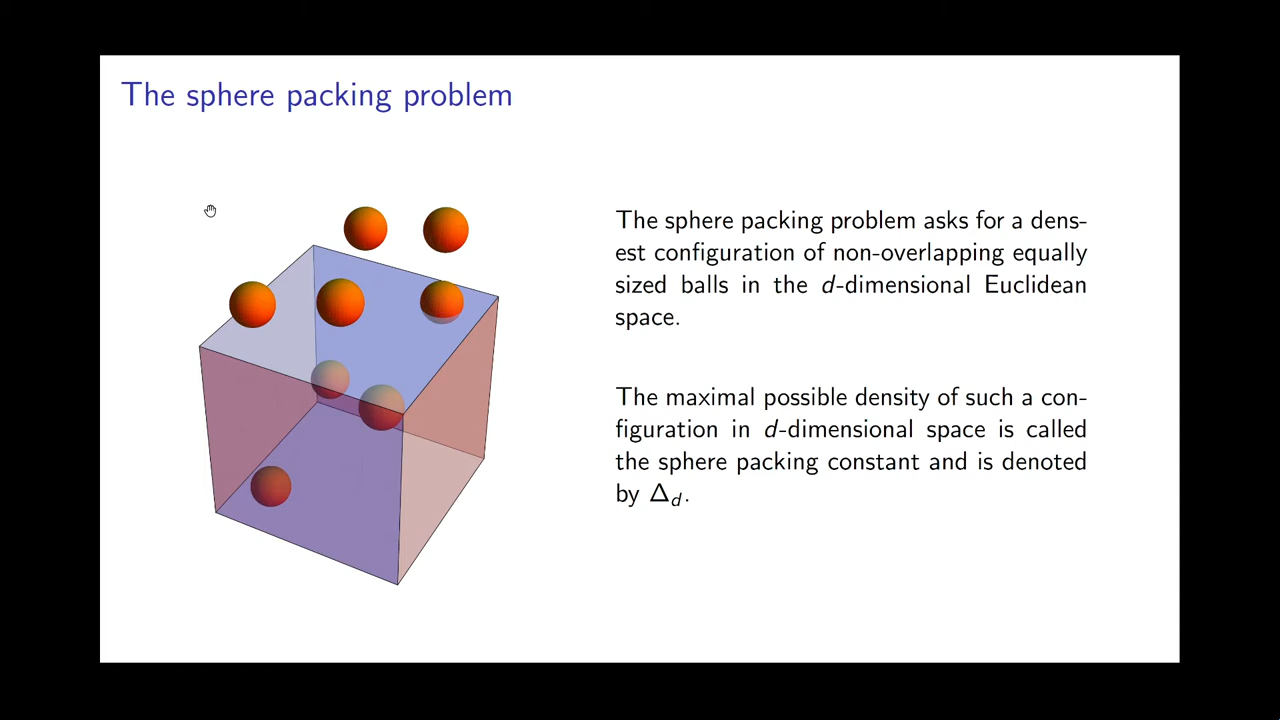 The sphere packing problem
The sphere packing problem asks for a dens-
est configuration of non-overlapping equally
sized balls in the d-dimensional Euclidean
space.
The maximal possible density of such a con-
figuration in d-dimensional space is called
the sphere packing constant and is denoted
by Δ_d.